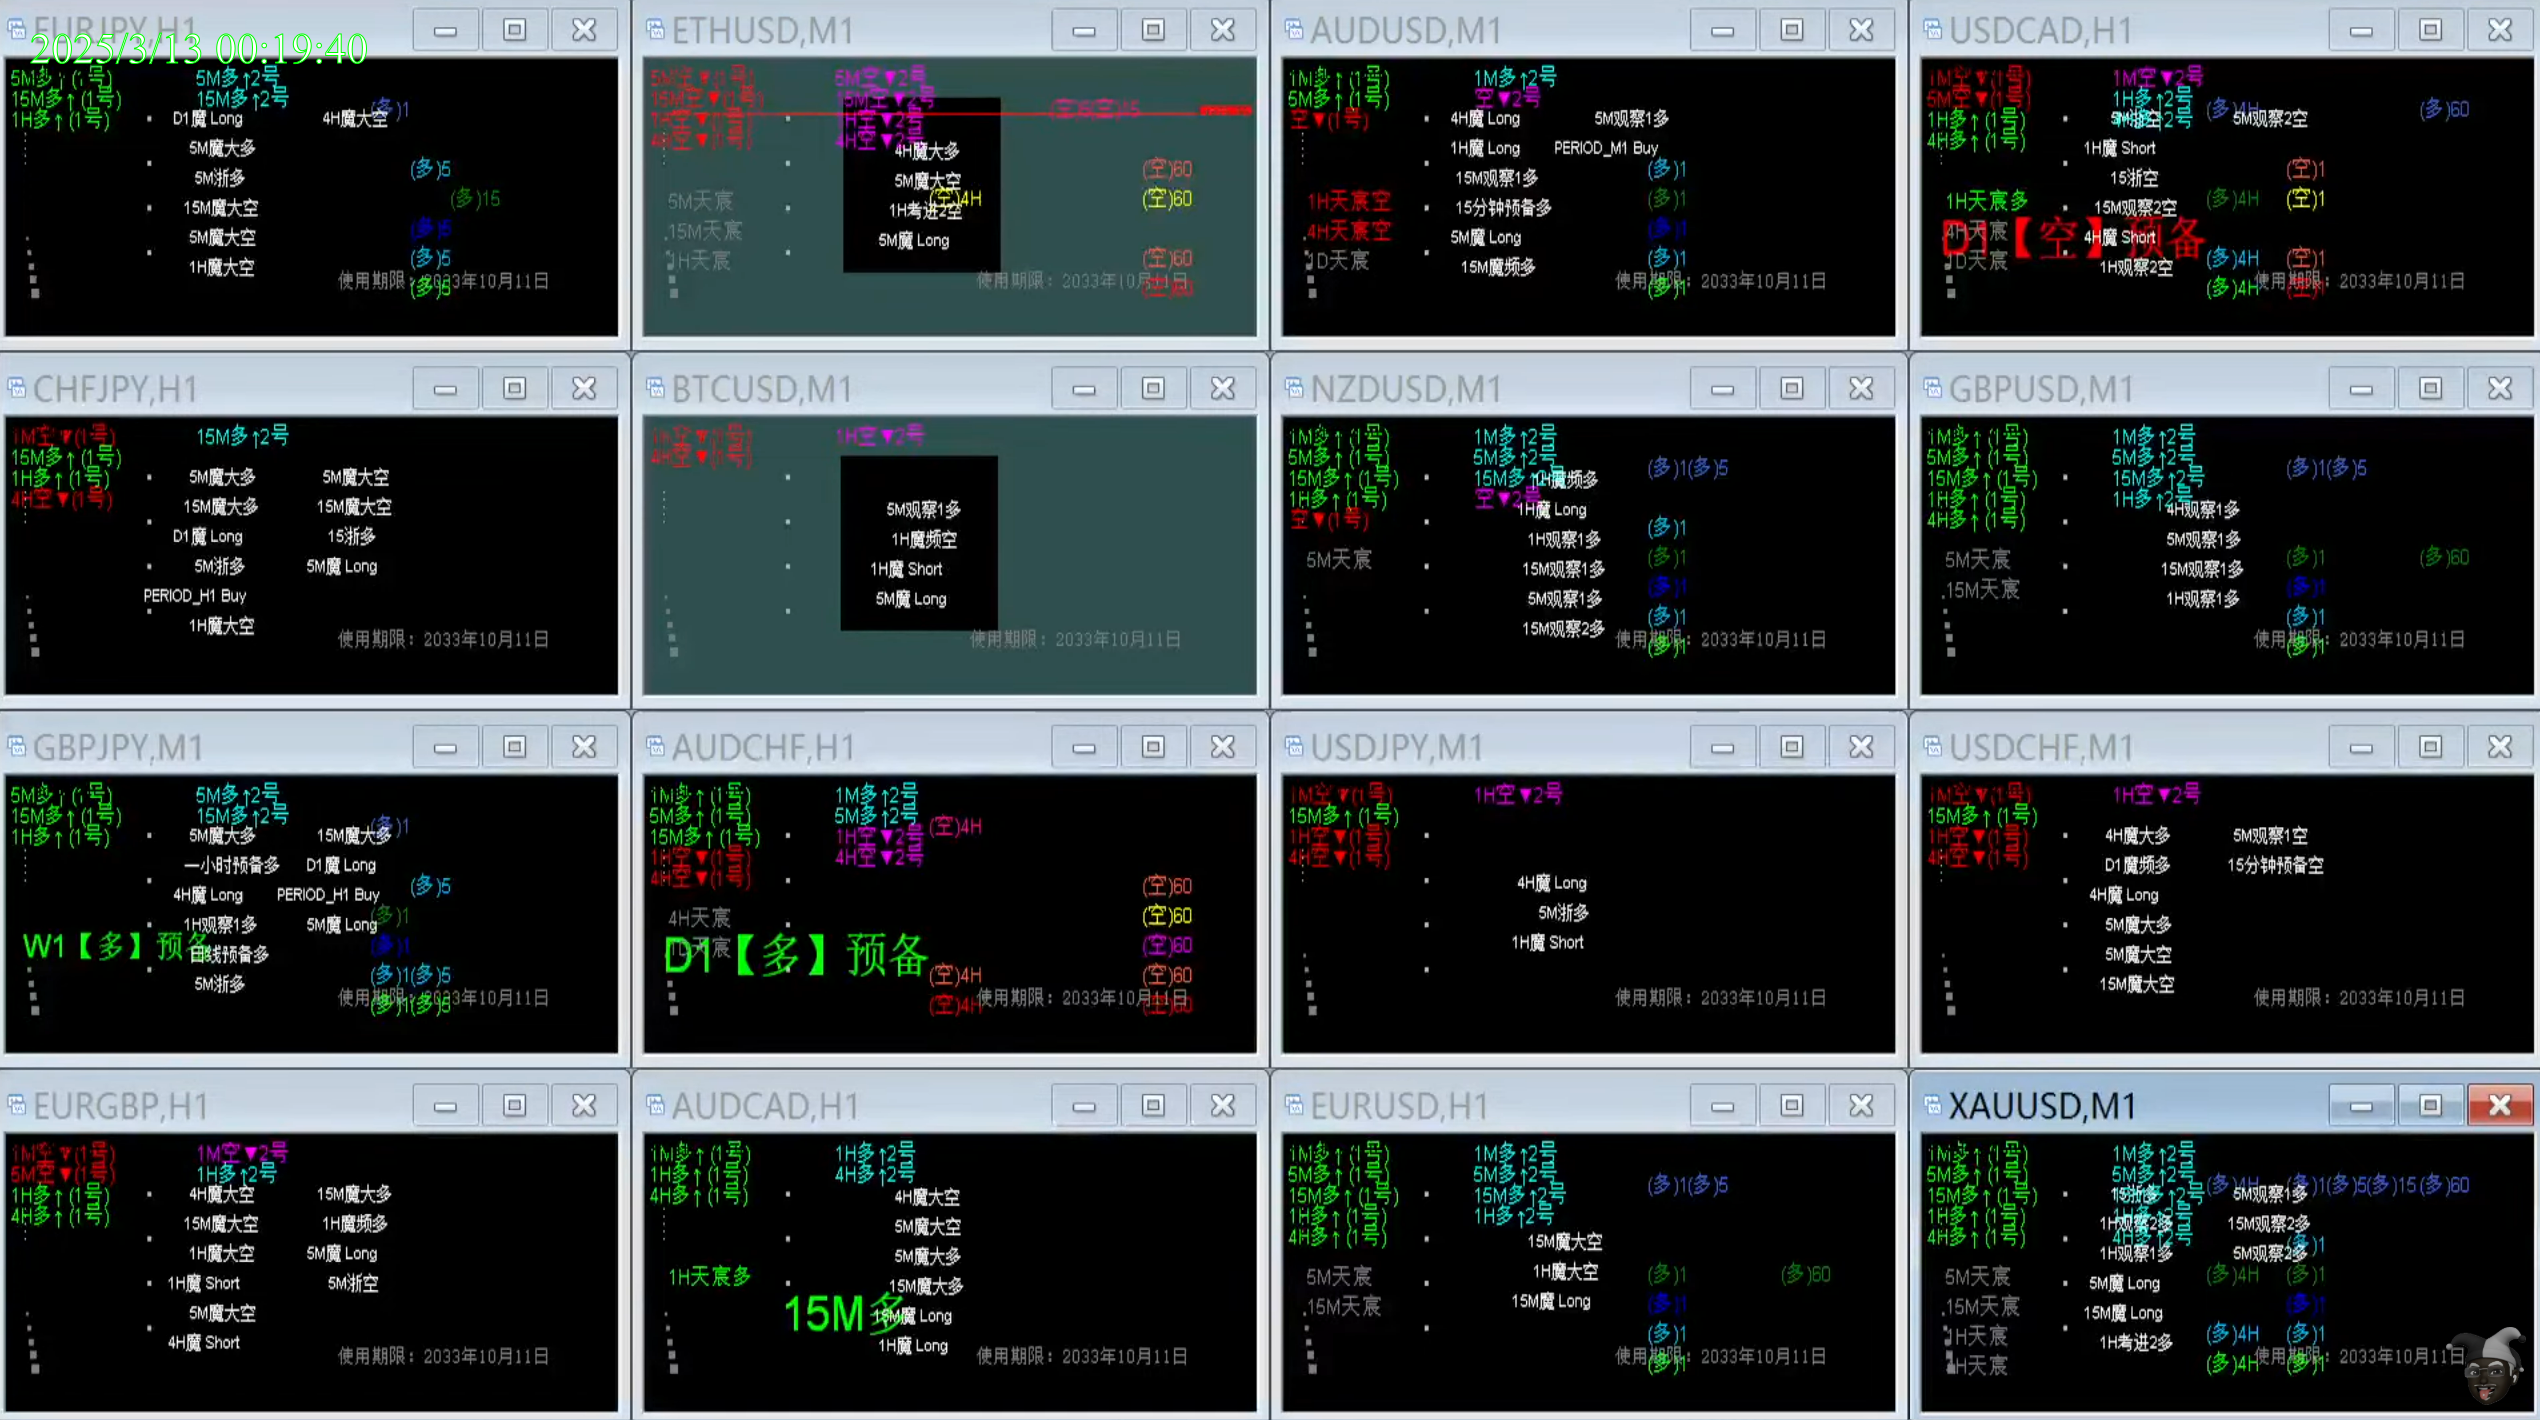 EURJPY,H1
2025/3/13 00:19:40
5M多↑(1号) 5M多↑2号
15M多↑(1号) 15M多↑2号
(多)1
1H多↑(1号)
D1魔 Long 4H魔大空
5M魔大多
5M浙多 (多)5
15M魔大空 (多)15
5M魔大空 (多)5
1H魔大空 (多)5
使用期限：2033年10月11日
(多)5
ETHUSD,M1
5M空▼(1号) 5M空▼2号
15M空▼(1号) 15M空▼2号
1H空▼(1号) 1H空▼2号
4H空▼(1号) 4H空▼2号
4H魔大多
5M魔大空 (空)60
5M天宸 (空)4H (空)60
1H考进2空
15M天宸
5M魔 Long
1H天宸 (空)60
使用期限：2033年10月11日
AUDUSD,M1
1M多↑(1号) 1M多↑2号
5M多↑(1号) 空▼2号
空▼(1号)
4H魔 Long 5M观察1多
1H魔 Long PERIOD_M1 Buy
15M观察1多 (多)1
1H天宸空 15分钟预备多 (多)1
4H天宸空 5M魔 Long (多)1
1D天宸 15M魔频多 (多)1
使用期限：2033年10月11日
(多)1
USDCAD,H1
1M空▼(1号) 1M空▼2号
5M空▼(1号) 1H多↑2号
(多)4H (多)60
1H多↑(1号)
5M观察2空
4H多↑(1号)
1H魔 Short
15浙空 (空)1
1H天宸多 15M观察2空 (多)4H (空)1
4H天宸 4H魔 Short
D1【空】预备
1D天宸 1H观察2空 (多)4H (空)1
使用期限：2033年10月11日
(多)4H (空)1
CHFJPY,H1
1M空▼(1号) 15M多↑2号
15M多↑(1号)
1H多↑(1号)
4H空▼(1号)
5M魔大多 5M魔大空
15M魔大多 15M魔大空
D1魔 Long 15浙多
5M浙多 5M魔 Long
PERIOD_H1 Buy
1H魔大空
使用期限：2033年10月11日
BTCUSD,M1
1H空▼(1号) 1H空▼2号
4H空▼(1号)
5M观察1多
1H魔频空
1H魔 Short
5M魔 Long
使用期限：2033年10月11日
NZDUSD,M1
1M多↑(1号) 1M多↑2号
5M多↑(1号) 5M多↑2号
(多)1(多)5
15M多↑(1号) 15M多↑2号
1H魔频多
1H多↑(1号) 空▼2号
空▼(1号)
1H魔 Long
1H观察1多 (多)1
5M天宸 15M观察1多 (多)1
5M观察1多 (多)1
15M观察2多 (多)1
使用期限：2033年10月11日
(多)1
GBPUSD,M1
1M多↑(1号) 1M多↑2号
5M多↑(1号) 5M多↑2号
(多)1(多)5
15M多↑(1号) 15M多↑2号
1H多↑(1号) 1H多↑2号
4H多↑(1号)
4H观察1多
5M观察1多
5M天宸 15M观察1多 (多)1 (多)60
15M天宸 1H观察1多 (多)1
(多)1
使用期限：2033年10月11日
(多)1
GBPJPY,M1
5M多↑(1号) 5M多↑2号
15M多↑(1号) 15M多↑2号
(多)1
1H多↑(1号)
5M魔大多 15M魔大多
一小时预备多 D1魔 Long
4H魔 Long PERIOD_H1 Buy (多)5
1H观察1多 5M魔 Long (多)1
W1【多】预备
日线预备多 (多)1
5M浙多 (多)1(多)5
使用期限：2033年10月11日
(多)1(多)5
AUDCHF,H1
1M多↑(1号) 1M多↑2号
5M多↑(1号) 5M多↑2号
15M多↑(1号) 1H空▼2号 (空)4H
1H空▼(1号) 4H空▼2号
4H空▼(1号)
(空)60
4H天宸 (空)60
1D天宸 (空)60
D1【多】预备
(空)4H (空)60
使用期限：2033年10月11日
(空)4H (空)60
USDJPY,M1
1M空▼(1号) 1H空▼2号
15M多↑(1号)
1H空▼(1号)
4H空▼(1号)
4H魔 Long
5M浙多
1H魔 Short
使用期限：2033年10月11日
USDCHF,M1
1M空▼(1号) 1H空▼2号
15M多↑(1号)
1H空▼(1号)
4H空▼(1号)
4H魔大多 5M观察1空
D1魔频多 15分钟预备空
4H魔 Long
5M魔大多
5M魔大空
15M魔大空
使用期限：2033年10月11日
EURGBP,H1
1M空▼(1号) 1M空▼2号
5M空▼(1号) 1H多↑2号
1H多↑(1号)
4H多↑(1号)
4H魔大空 15M魔大多
15M魔大空 1H魔频多
1H魔大空 5M魔 Long
1H魔 Short 5M浙空
5M魔大空
4H魔 Short
使用期限：2033年10月11日
AUDCAD,H1
1M多↑(1号) 1H多↑2号
1H多↑(1号) 4H多↑2号
4H多↑(1号)
4H魔大空
5M魔大空
5M魔大多
1H天宸多 15M魔大多
15M多
15M魔 Long
1H魔 Long
使用期限：2033年10月11日
EURUSD,H1
1M多↑(1号) 1M多↑2号
5M多↑(1号) 5M多↑2号
(多)1(多)5
15M多↑(1号) 15M多↑2号
1H多↑(1号) 1H多↑2号
4H多↑(1号)
15M魔大空
1H魔大空
5M天宸 (多)1 (多)60
15M魔 Long
15M天宸 (多)1
(多)1
使用期限：2033年10月11日
(多)1
XAUUSD,M1
1M多↑(1号) 1M多↑2号
5M多↑(1号) 5M多↑2号
(多)4H (多)1(多)5(多)15(多)60
15M多↑(1号) 15浙多 5M观察1多
1H多↑(1号) 1H观察2多 15M观察2多
4H多↑(1号) 4H多↑2号
1H观察1多 5M观察2多 (多)1
5M天宸 5M魔 Long (多)4H (多)1
15M天宸 15M魔 Long (多)1
1H天宸 1H考进2多 (多)4H (多)1
使用期限：2033年10月11日
4H天宸 (多)4H (多)1